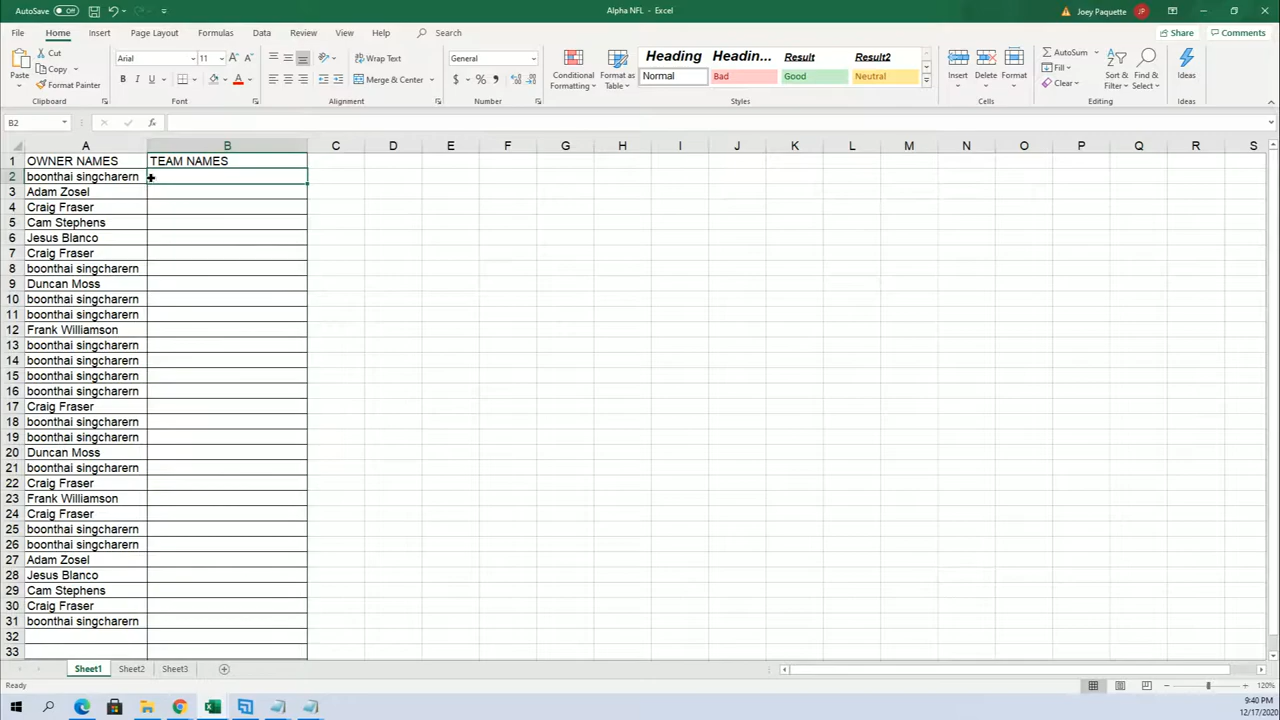 AutoSave Off
Alpha NFL - Excel
Joey Paquette JP
File Home Insert Page Layout Formulas Data Review View Help Search Share Comments
Paste Cut Copy Format Painter Clipboard
Arial 11 B I U A Font
Wrap Text Merge & Center Alignment
General $ % , Number
Conditional Formatting Format as Table
Heading Headin... Result Result2
Normal Bad Good Neutral
Styles
Insert Delete Format Cells
AutoSum Fill Clear Sort & Filter Find & Select Editing
Ideas Ideas
B2 fx
A B C D E F G H I J K L M N O P Q R S
1 OWNER NAMES TEAM NAMES
2 boonthai singcharern
3 Adam Zosel
4 Craig Fraser
5 Cam Stephens
6 Jesus Blanco
7 Craig Fraser
8 boonthai singcharern
9 Duncan Moss
10 boonthai singcharern
11 boonthai singcharern
12 Frank Williamson
13 boonthai singcharern
14 boonthai singcharern
15 boonthai singcharern
16 boonthai singcharern
17 Craig Fraser
18 boonthai singcharern
19 boonthai singcharern
20 Duncan Moss
21 boonthai singcharern
22 Craig Fraser
23 Frank Williamson
24 Craig Fraser
25 boonthai singcharern
26 boonthai singcharern
27 Adam Zosel
28 Jesus Blanco
29 Cam Stephens
30 Craig Fraser
31 boonthai singcharern
32
33
Sheet1 Sheet2 Sheet3
Ready 120%
9:40 PM
12/17/2020